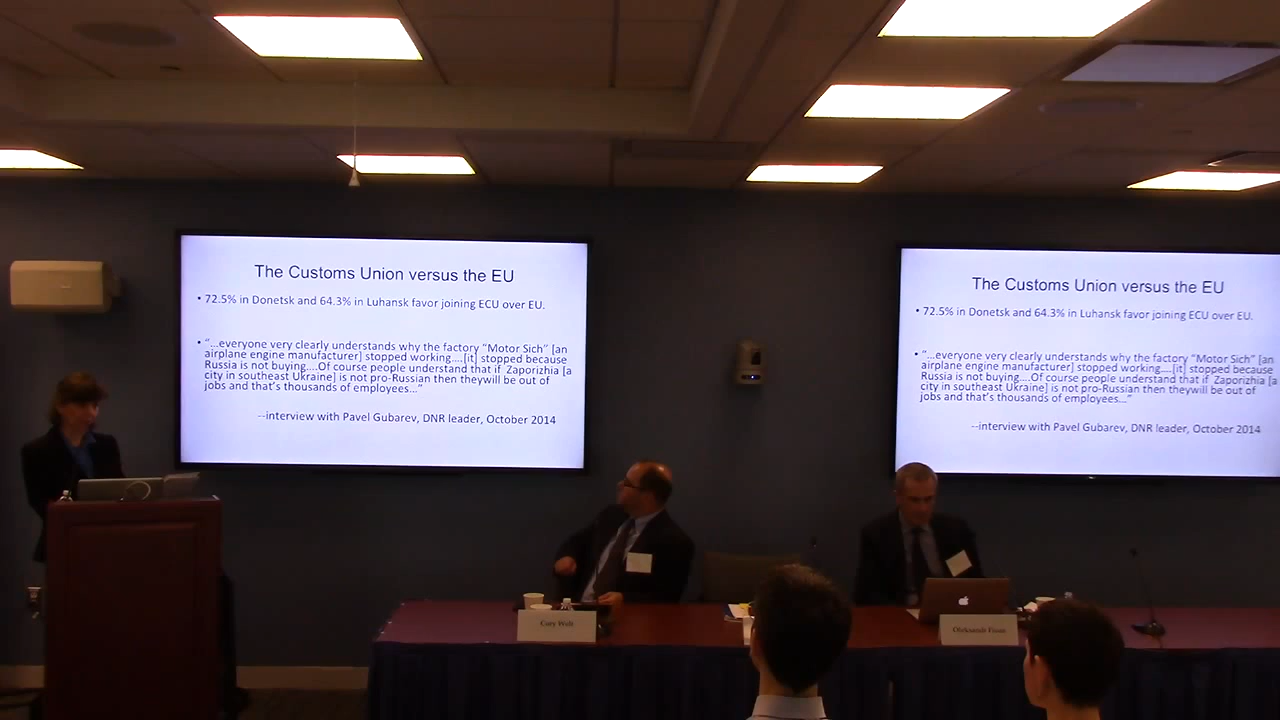 The Customs Union versus the EU
• 72.5% in Donetsk and 64.3% in Luhansk favor joining ECU over EU.
• “...everyone very clearly understands why the factory “Motor Sich” [an
airplane engine manufacturer] stopped working....[it] stopped because
Russia is not buying....Of course people understand that if Zaporizhia [a
city in southeast Ukraine] is not pro-Russian then theywill be out of
jobs and that’s thousands of employees...”
--interview with Pavel Gubarev, DNR leader, October 2014
The Customs Union versus the EU
• 72.5% in Donetsk and 64.3% in Luhansk favor joining ECU over EU.
• “...everyone very clearly understands why the factory “Motor Sich” [an
airplane engine manufacturer] stopped working....[it] stopped because
Russia is not buying....Of course people understand that if Zaporizhia [a
city in southeast Ukraine] is not pro-Russian then theywill be out of
jobs and that’s thousands of employees...”
--interview with Pavel Gubarev, DNR leader, October 2014
Cory Welt
Oleksandr